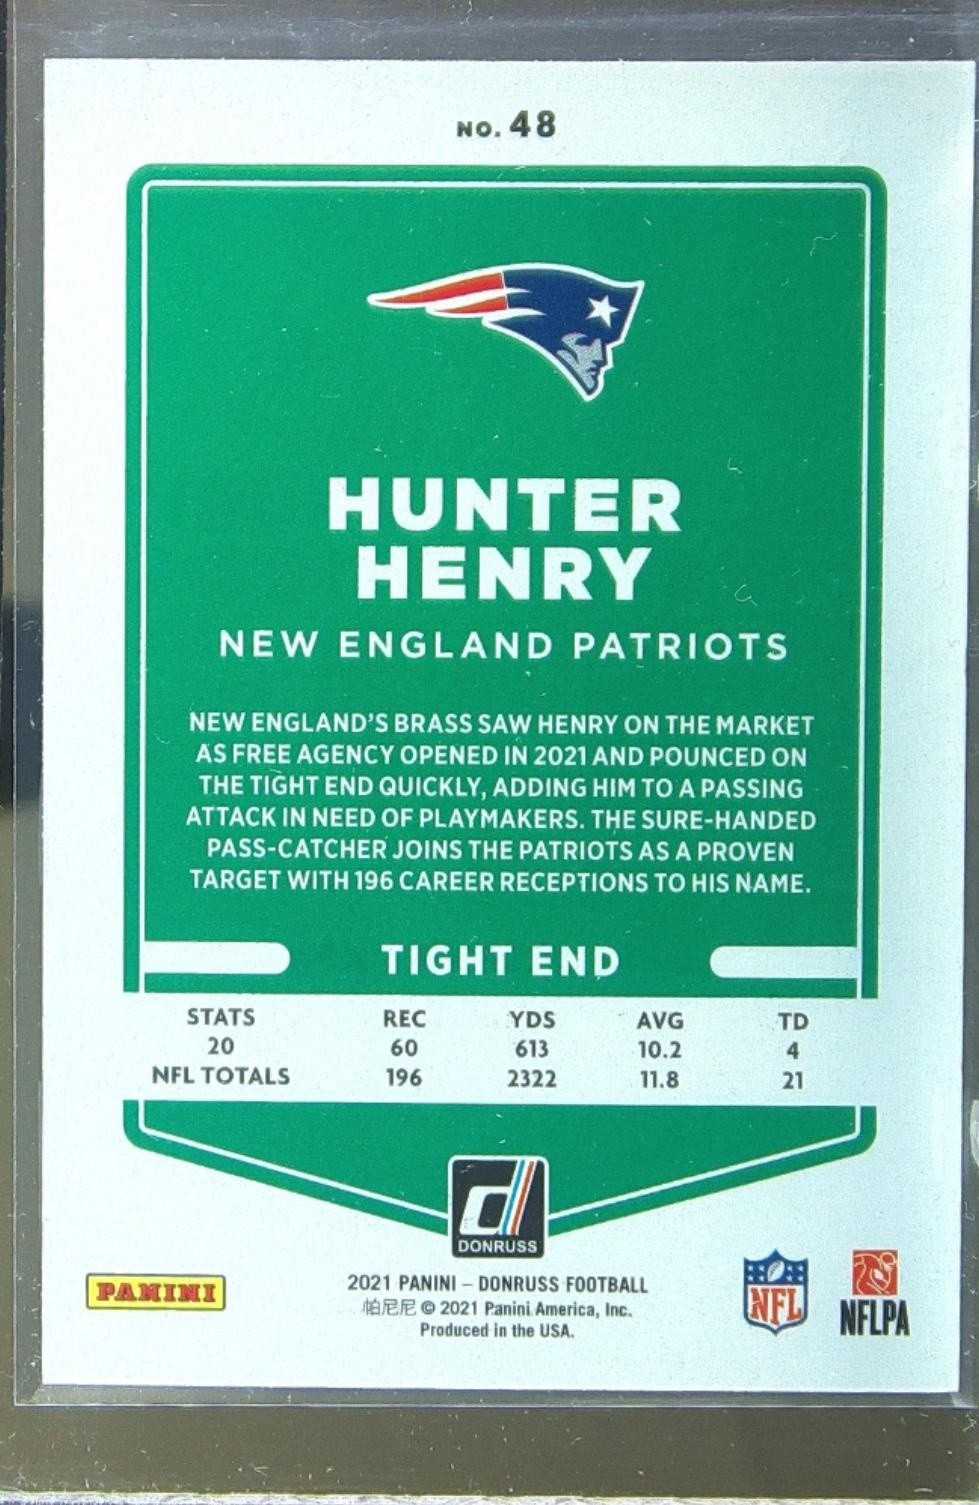 NO. 48
HUNTER
HENRY
NEW ENGLAND PATRIOTS
NEW ENGLAND'S BRASS SAW HENRY ON THE MARKET
AS FREE AGENCY OPENED IN 2021 AND POUNCED ON
THE TIGHT END QUICKLY, ADDING HIM TO A PASSING
ATTACK IN NEED OF PLAYMAKERS. THE SURE-HANDED
PASS-CATCHER JOINS THE PATRIOTS AS A PROVEN
TARGET WITH 196 CAREER RECEPTIONS TO HIS NAME.
TIGHT END
STATS REC YDS AVG TD
20 60 613 10.2 4
NFL TOTALS 196 2322 11.8 21
DONRUSS
PANINI
2021 PANINI – DONRUSS FOOTBALL
帕尼尼 © 2021 Panini America, Inc.
Produced in the USA.
NFL
NFLPA